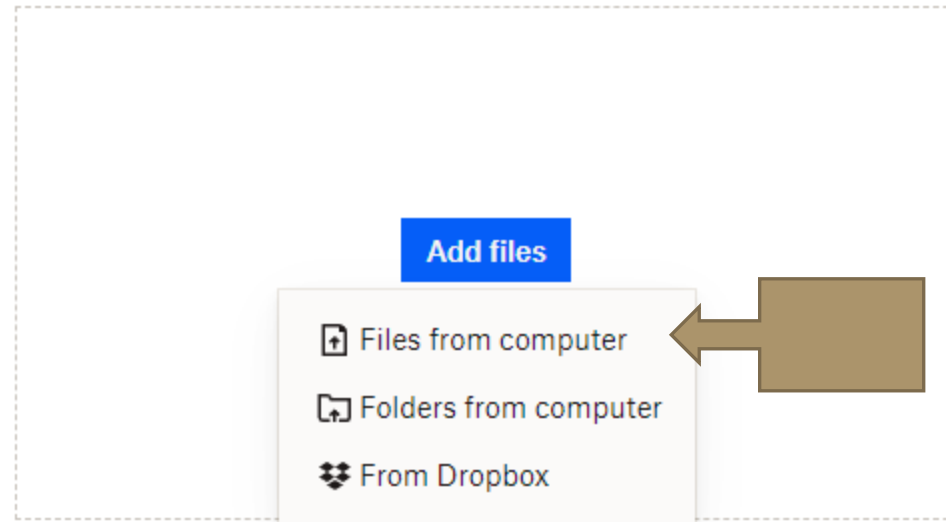 Add files
Files from computer
Folders from computer
From Dropbox